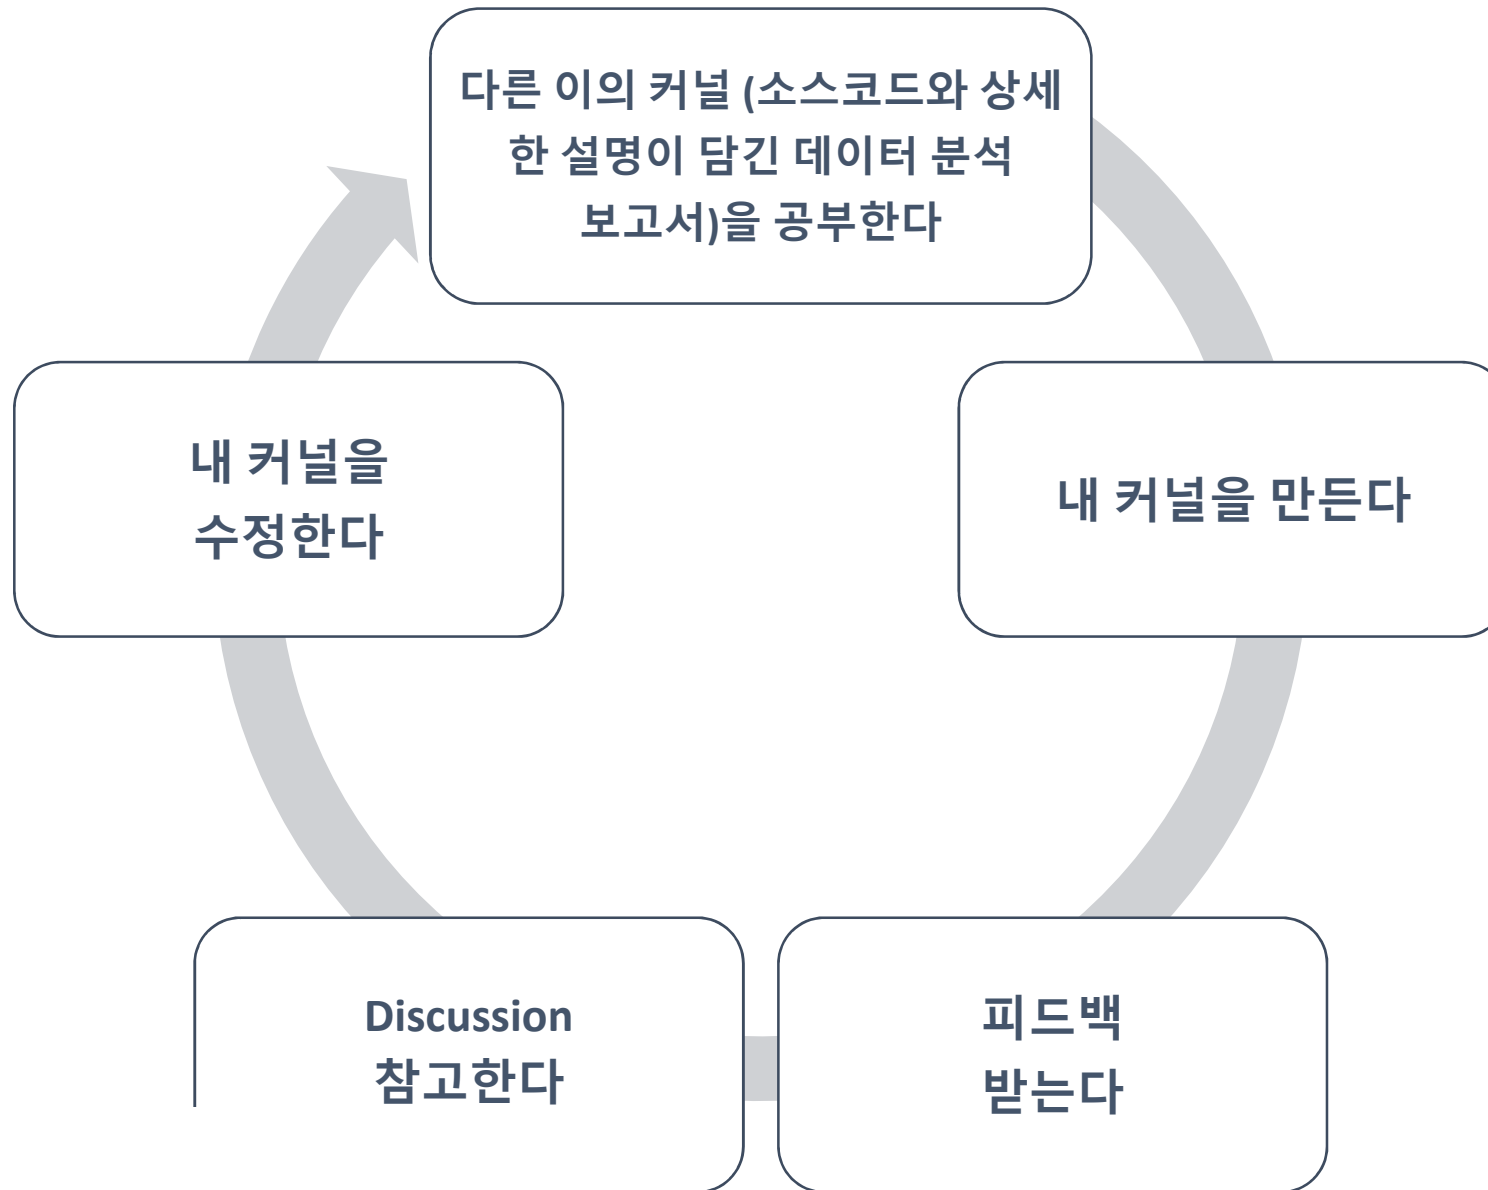 다른 이의 커널 (소스코드와 상세
한 설명이 담긴 데이터 분석
보고서)을 공부한다
내 커널을 만든다
피드백
받는다
Discussion
참고한다
내 커널을
수정한다